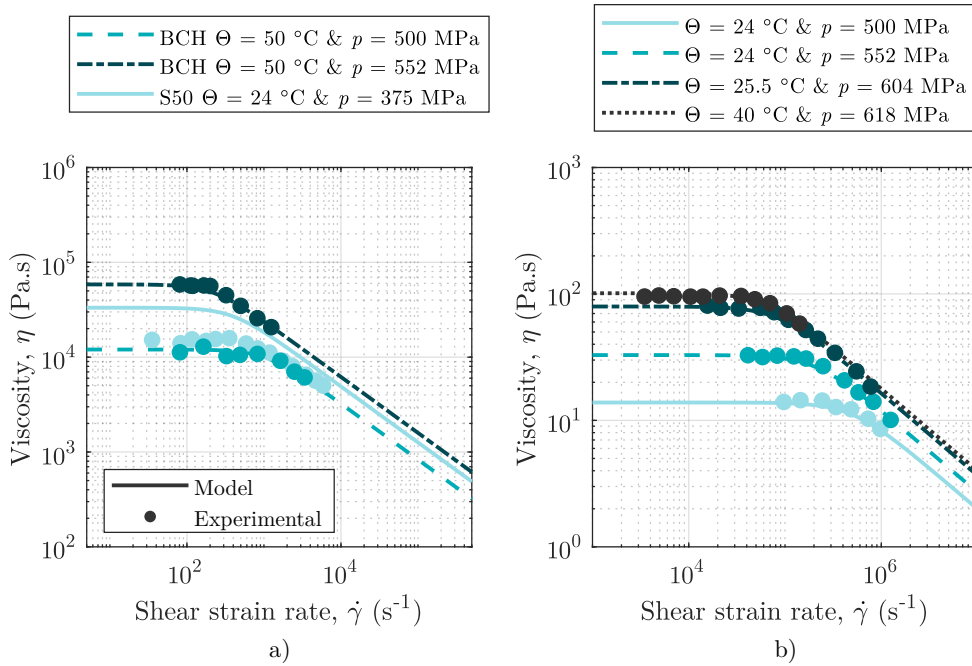 BCH Θ = 50 °C & p = 500 MPa
BCH Θ = 50 °C & p = 552 MPa
S50 Θ = 24 °C & p = 375 MPa
10^6
10^5
10^4
10^3
10^2
Viscosity, η (Pa.s)
Model
Experimental
10^2
10^4
Shear strain rate, γ̇ (s^-1)
a)
Θ = 24 °C & p = 500 MPa
Θ = 24 °C & p = 552 MPa
Θ = 25.5 °C & p = 604 MPa
Θ = 40 °C & p = 618 MPa
10^3
10^2
10^1
10^0
Viscosity, η (Pa.s)
10^4
10^6
Shear strain rate, γ̇ (s^-1)
b)